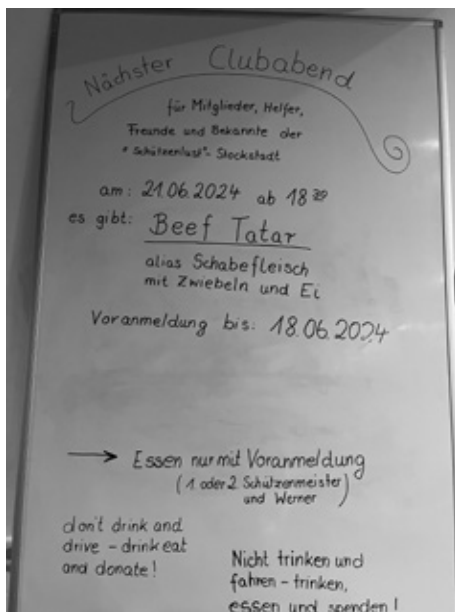 Nächster Clubabend
für Mitglieder, Helfer,
Freunde und Bekannte der
"Schützenlust"- Stockstadt
am: 21.06.2024 ab 18³⁰
es gibt: Beef Tatar
alias Schabefleisch
mit Zwiebeln und Ei
Voranmeldung bis: 18.06.2024
→ Essen nur mit Voranmeldung
(1 oder 2 Schützenmeister
und Werner)
don't drink and
drive - drink eat
and donate!
Nicht trinken und
fahren - trinken,
essen und spenden!